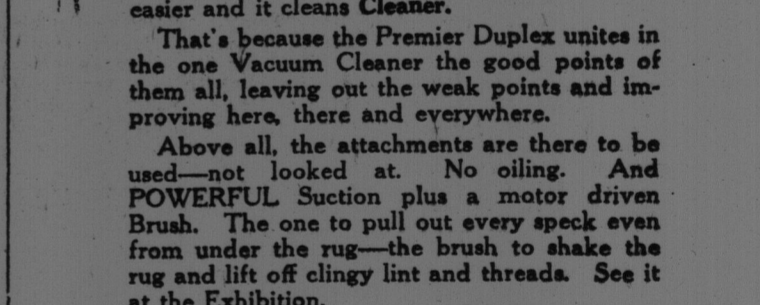 easier and it cleans Cleaner.
That's because the Premier Duplex unites in
the one Vacuum Cleaner the good points of
them all, leaving out the weak points and im-
proving here, there and everywhere.
Above all, the attachments are there to be
used—not looked at. No oiling. And
POWERFUL Suction plus a motor driven
Brush. The one to pull out every speck even
from under the rug—the brush to shake the
rug and lift off clingy lint and threads. See it
at the Exhibition.